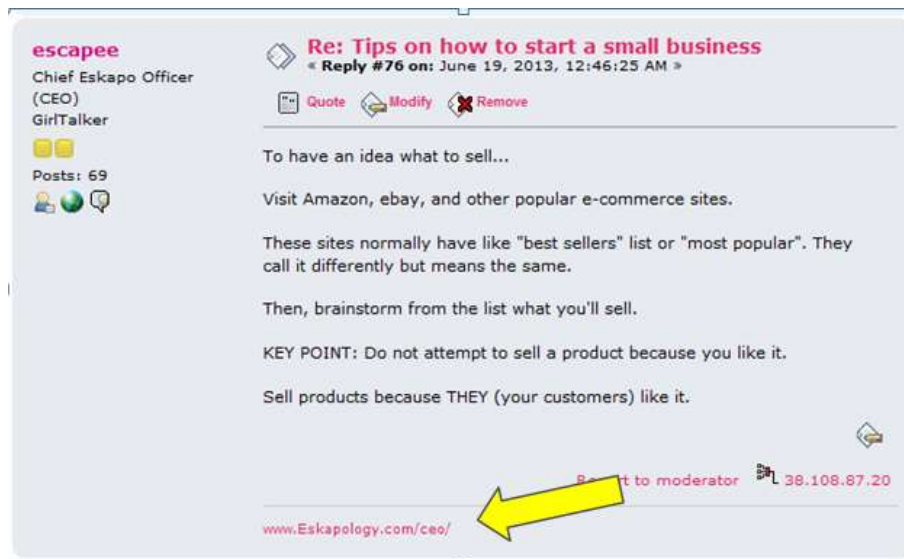 escapee
Chief Eskapo Officer
(CEO)
GirlTalker
Posts: 69
Re: Tips on how to start a small business
« Reply #76 on: June 19, 2013, 12:46:25 AM »
Quote Modify Remove
To have an idea what to sell...
Visit Amazon, ebay, and other popular e-commerce sites.
These sites normally have like "best sellers" list or "most popular". They
call it differently but means the same.
Then, brainstorm from the list what you'll sell.
KEY POINT: Do not attempt to sell a product because you like it.
Sell products because THEY (your customers) like it.
to moderator 38.108.87.20
www.Eskapology.com/ceo/